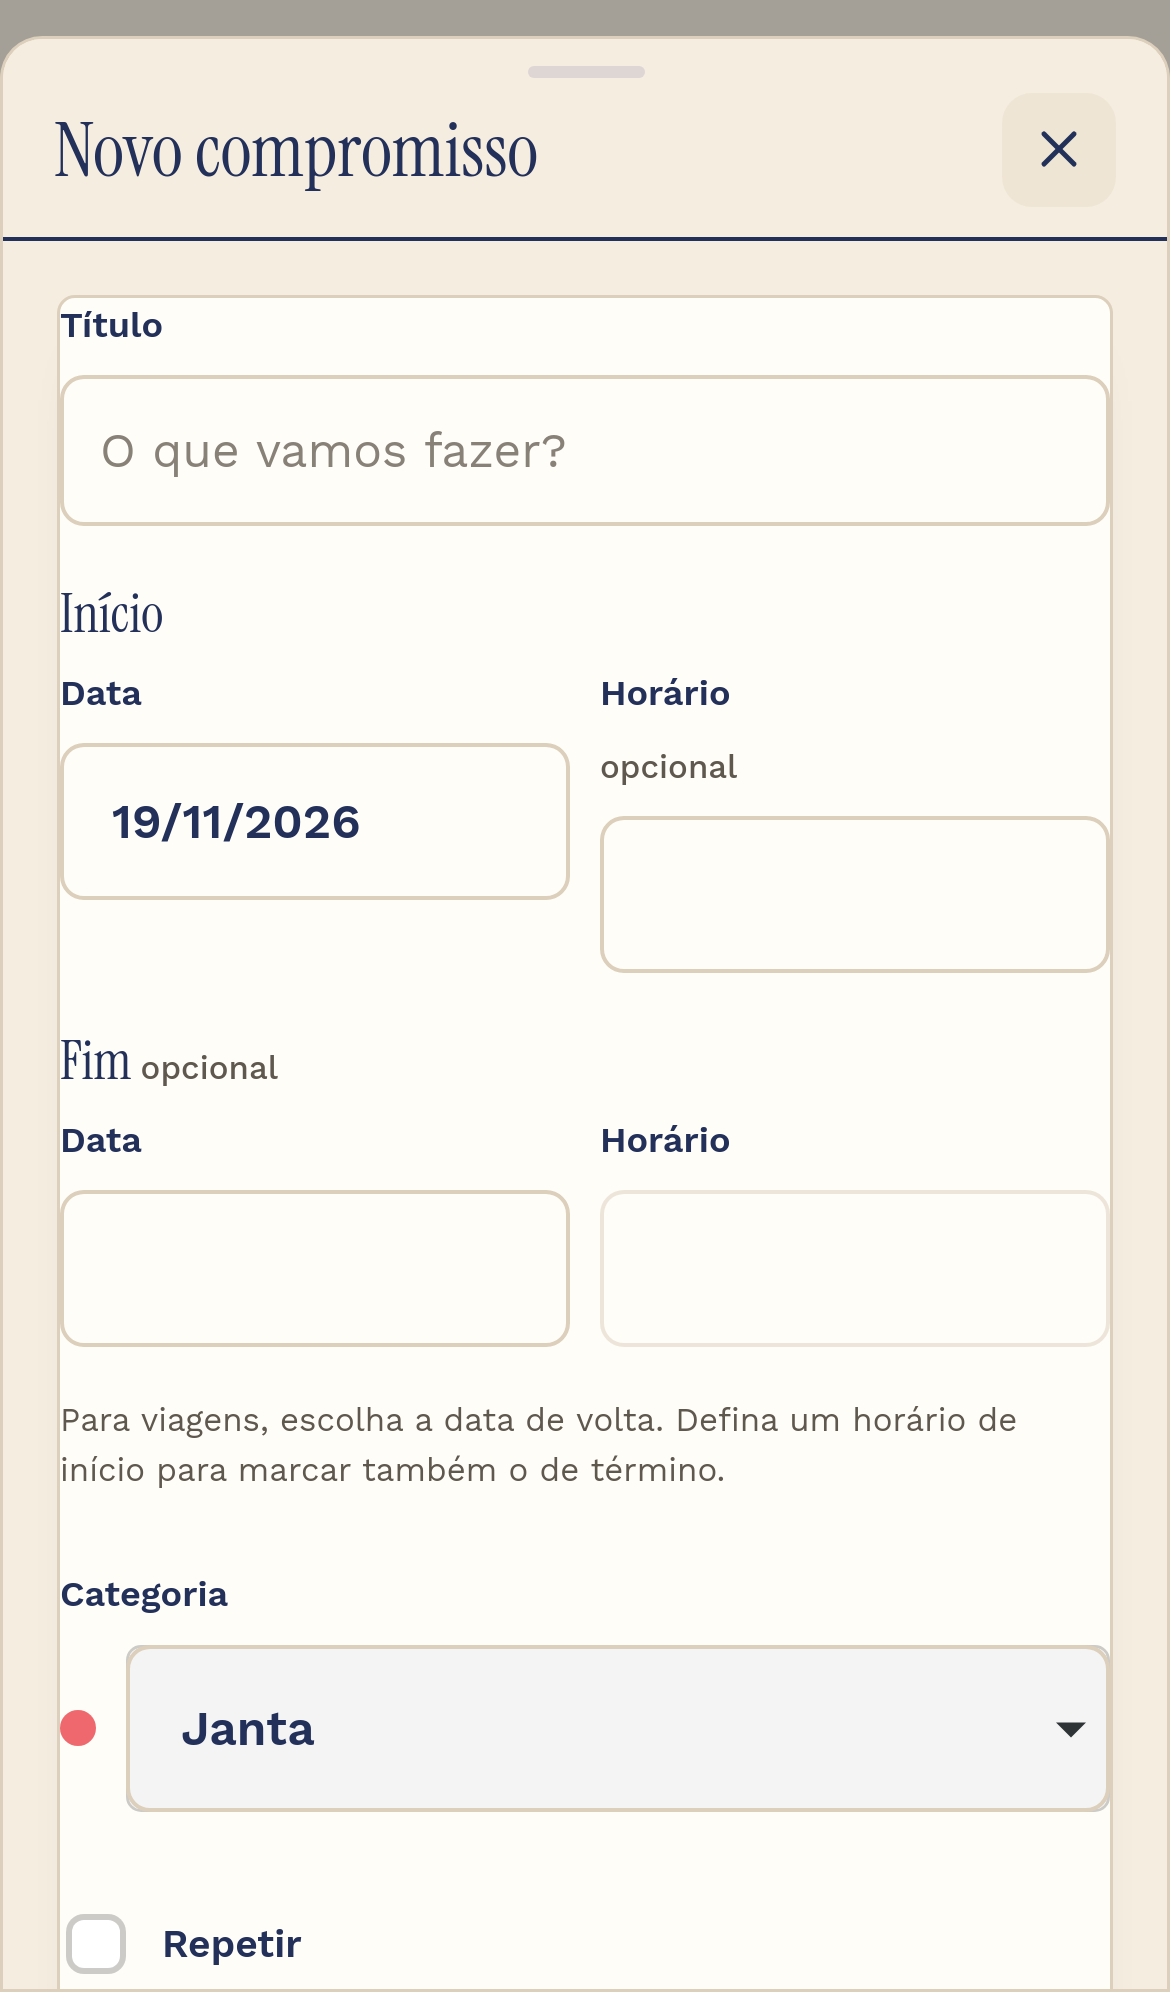 Novo compromisso
Título
O que vamos fazer?
Início
Data
Horário
opcional
19/11/2026
Fim opcional
Data
Horário
Para viagens, escolha a data de volta. Defina um horário de
início para marcar também o de término.
Categoria
Janta
Repetir